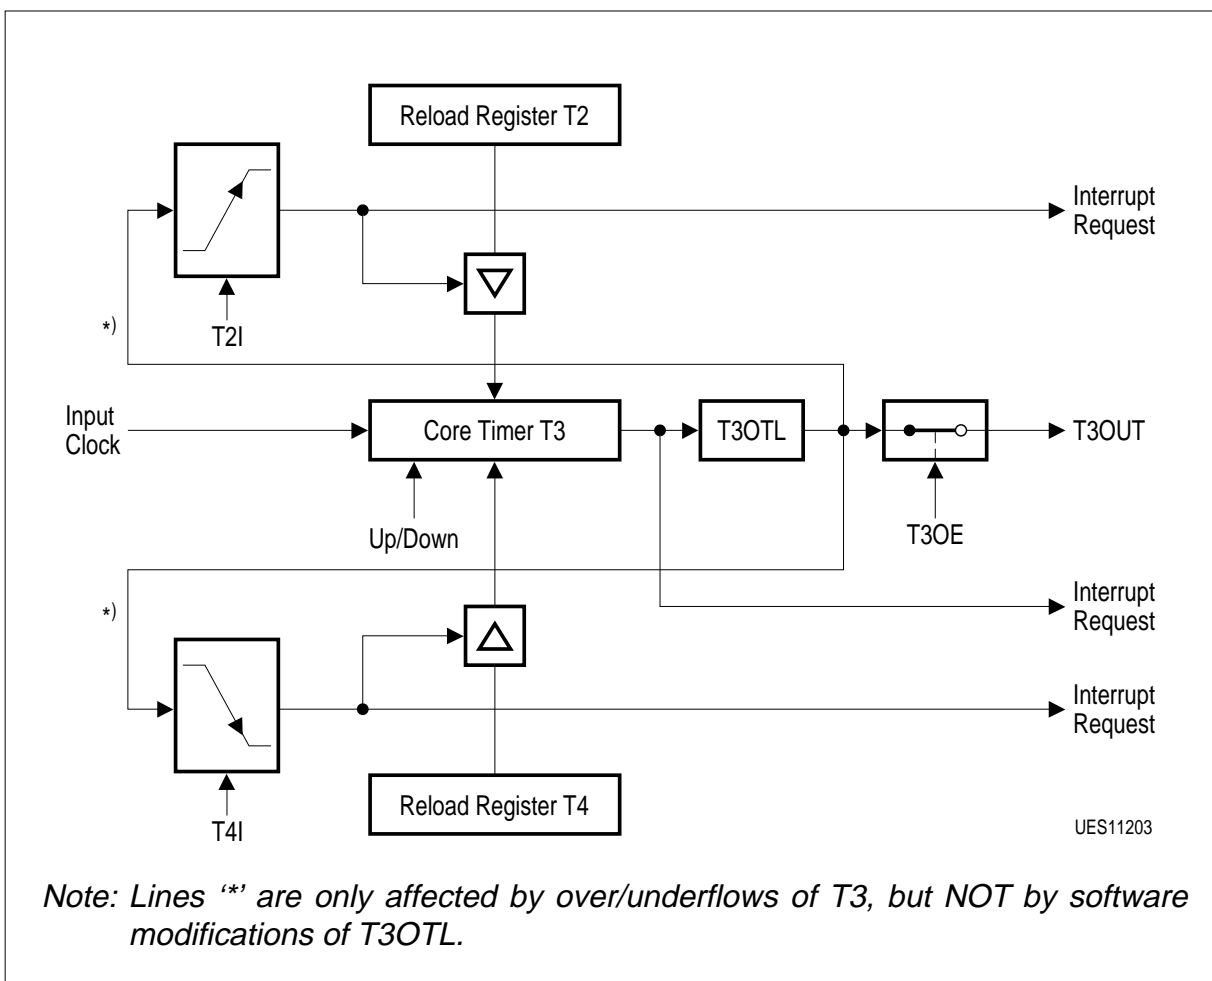 Reload Register T2
Interrupt
Request
T2I
*)
Input
Clock
Core Timer T3
T3OTL
T3OUT
Up/Down
T3OE
*)
Interrupt
Request
Interrupt
Request
Reload Register T4
T4I
UES11203
Note: Lines ‘*’ are only affected by over/underflows of T3, but NOT by software
modifications of T3OTL.